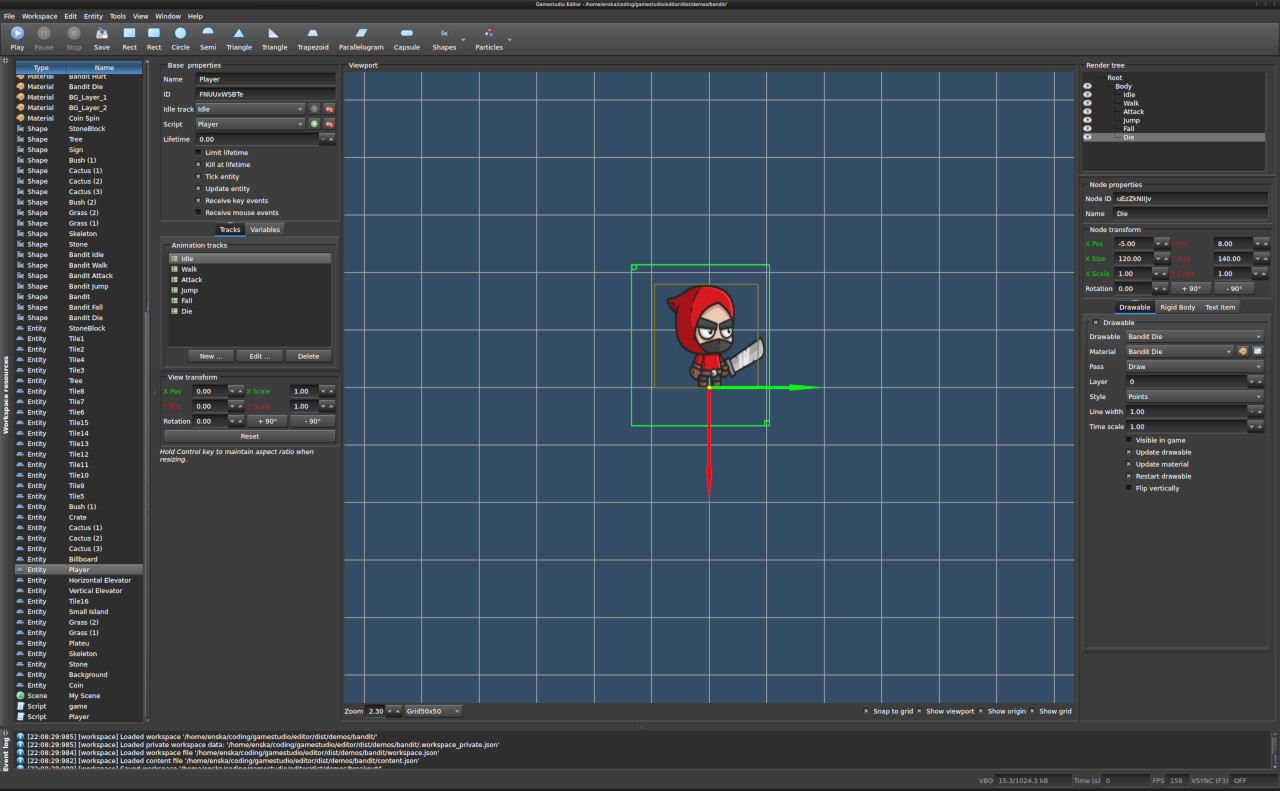 Gamestudio Editor - /home/enska/coding/gamestudio/editor/dist/demos/bandit/
File Workspace Edit Entity Tools View Window Help
Play Pause Stop Save Rect Rect Circle Semi Triangle Triangle Trapezoid Parallelogram Capsule Shapes Particles
Workspace resources
Type Name
Material Bandit Hurt
Material Bandit Die
Material BG_Layer_1
Material BG_Layer_2
Material Coin Spin
Shape StoneBlock
Shape Tree
Shape Sign
Shape Bush (1)
Shape Cactus (1)
Shape Cactus (2)
Shape Cactus (3)
Shape Bush (2)
Shape Grass (2)
Shape Grass (1)
Shape Skeleton
Shape Stone
Shape Bandit Idle
Shape Bandit Walk
Shape Bandit Attack
Shape Bandit Jump
Shape Bandit
Shape Bandit Fall
Shape Bandit Die
Entity StoneBlock
Entity Tile1
Entity Tile2
Entity Tile4
Entity Tile3
Entity Tree
Entity Tile8
Entity Tile7
Entity Tile6
Entity Tile15
Entity Tile14
Entity Tile13
Entity Tile12
Entity Tile11
Entity Tile10
Entity Tile9
Entity Tile5
Entity Bush (1)
Entity Crate
Entity Cactus (1)
Entity Cactus (2)
Entity Cactus (3)
Entity Billboard
Entity Player
Entity Horizontal Elevator
Entity Vertical Elevator
Entity Tile16
Entity Small Island
Entity Grass (2)
Entity Grass (1)
Entity Plateu
Entity Skeleton
Entity Stone
Entity Background
Entity Coin
Scene My Scene
Script game
Script Player
Base properties
Name Player
ID FNUUxWSBTe
Idle track Idle
Script Player
Lifetime 0.00
Limit lifetime
Kill at lifetime
Tick entity
Update entity
Receive key events
Receive mouse events
Tracks Variables
Animation tracks
Idle
Walk
Attack
Jump
Fall
Die
New ... Edit ... Delete
View transform
X Pos 0.00 X Scale 1.00
Y Pos 0.00 Y Scale 1.00
Rotation 0.00 + 90° - 90°
Reset
Hold Control key to maintain aspect ratio when
resizing.
Viewport
Zoom 2.30 Grid50x50 Snap to grid Show viewport Show origin Show grid
Render tree
Root
Body
Idle
Walk
Attack
Jump
Fall
Die
Node properties
Name Die
Node transform
X Pos -5.00 Y Pos 8.00
X Size 120.00 Y Size 140.00
X Scale 1.00 Y Scale 1.00
Rotation 0.00 + 90° - 90°
Drawable Rigid Body Text Item
Drawable
Drawable Bandit Die
Material Bandit Die
Pass Draw
Layer 0
Style Points
Line width 1.00
Time scale 1.00
Visible in game
Update drawable
Update material
Restart drawable
Flip vertically
Event log
[22:08:29:985] [workspace] Loaded workspace '/home/enska/coding/gamestudio/editor/dist/demos/bandit/'
[22:08:29:985] [workspace] Loaded private workspace data: '/home/enska/coding/gamestudio/editor/dist/demos/bandit/.workspace_private.json'
[22:08:29:984] [workspace] Loaded workspace file '/home/enska/coding/gamestudio/editor/dist/demos/bandit/workspace.json'
[22:08:29:982] [workspace] Loaded content file '/home/enska/coding/gamestudio/editor/dist/demos/bandit/content.json'
VBO 15.3/1024.3 kB Time (s) 0 FPS 158 VSYNC (F3) OFF